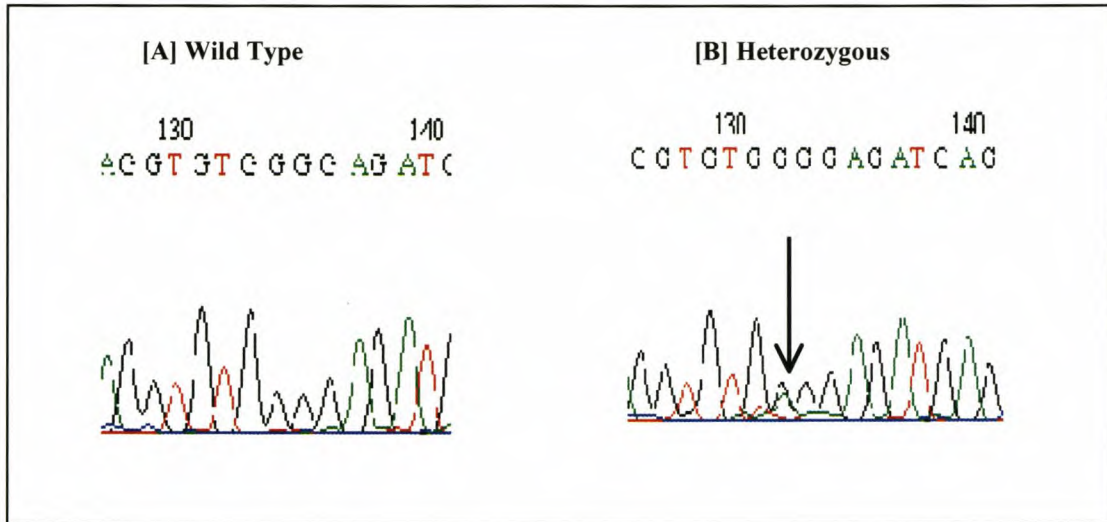 [A] Wild Type [B] Heterozygous
130 140 130 140
A C G T G T C G G C A G A T C C G T G T G G G G A G A T C A G